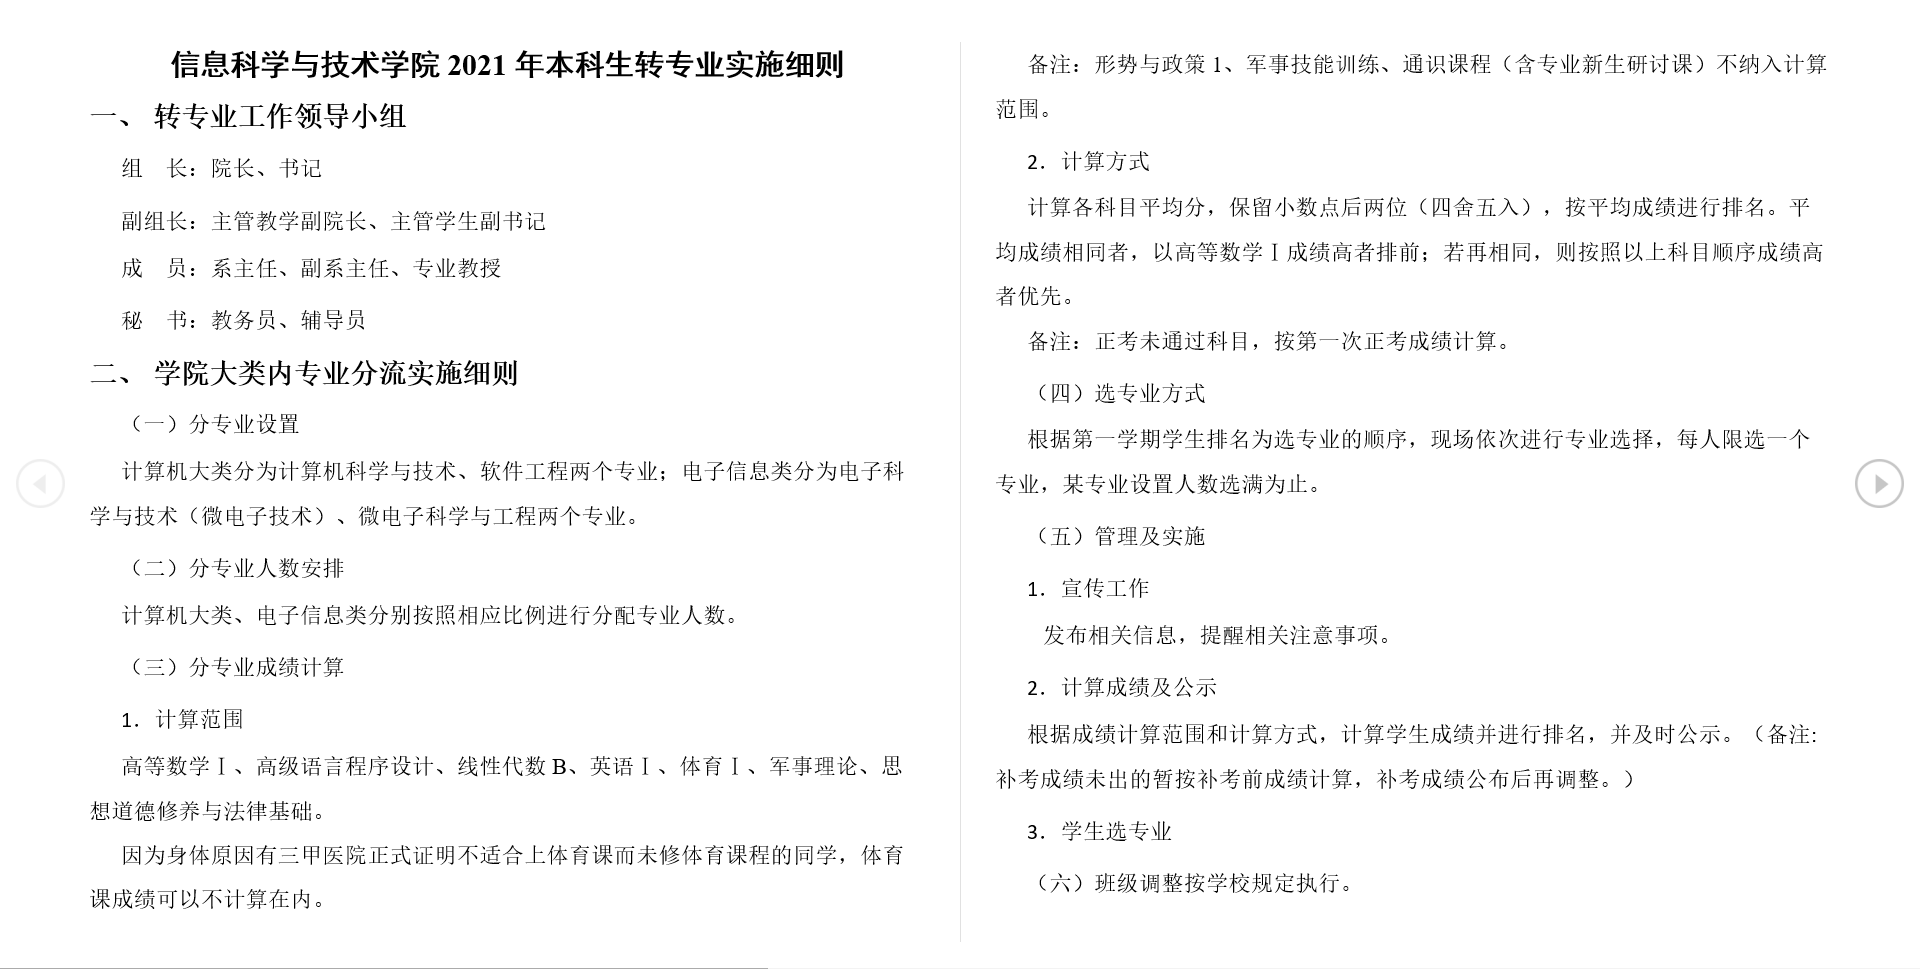 信息科学与技术学院 2021 年本科生转专业实施细则
一、 转专业工作领导小组
组　长：院长、书记
副组长：主管教学副院长、主管学生副书记
成　员：系主任、副系主任、专业教授
秘　书：教务员、辅导员
二、 学院大类内专业分流实施细则
（一）分专业设置
计算机大类分为计算机科学与技术、软件工程两个专业；电子信息类分为电子科
学与技术（微电子技术）、微电子科学与工程两个专业。
（二）分专业人数安排
计算机大类、电子信息类分别按照相应比例进行分配专业人数。
（三）分专业成绩计算
1．计算范围
高等数学Ⅰ、高级语言程序设计、线性代数 B、英语Ⅰ、体育Ⅰ、军事理论、思
想道德修养与法律基础。
因为身体原因有三甲医院正式证明不适合上体育课而未修体育课程的同学，体育
课成绩可以不计算在内。
备注：形势与政策 1、军事技能训练、通识课程（含专业新生研讨课）不纳入计算
范围。
2．计算方式
计算各科目平均分，保留小数点后两位（四舍五入），按平均成绩进行排名。平
均成绩相同者，以高等数学Ⅰ成绩高者排前；若再相同，则按照以上科目顺序成绩高
者优先。
备注：正考未通过科目，按第一次正考成绩计算。
（四）选专业方式
根据第一学期学生排名为选专业的顺序，现场依次进行专业选择，每人限选一个
专业，某专业设置人数选满为止。
（五）管理及实施
1．宣传工作
发布相关信息，提醒相关注意事项。
2．计算成绩及公示
根据成绩计算范围和计算方式，计算学生成绩并进行排名，并及时公示。（备注:
补考成绩未出的暂按补考前成绩计算，补考成绩公布后再调整。）
3．学生选专业
（六）班级调整按学校规定执行。